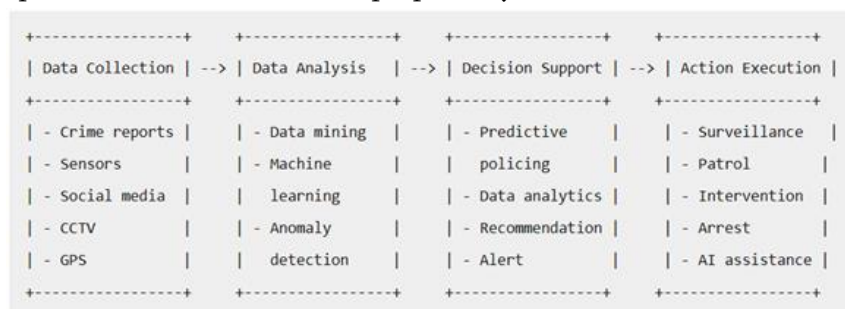 +-----------------+ +-----------------+ +-----------------+ +-----------------+
| Data Collection | --> | Data Analysis | --> | Decision Support | --> | Action Execution |
+-----------------+ +-----------------+ +-----------------+ +-----------------+
| - Crime reports | | - Data mining | | - Predictive | | - Surveillance |
| - Sensors | | - Machine | | policing | | - Patrol |
| - Social media | | learning | | - Data analytics | | - Intervention |
| - CCTV | | - Anomaly | | - Recommendation | | - Arrest |
| - GPS | | detection | | - Alert | | - AI assistance |
+-----------------+ +-----------------+ +-----------------+ +-----------------+